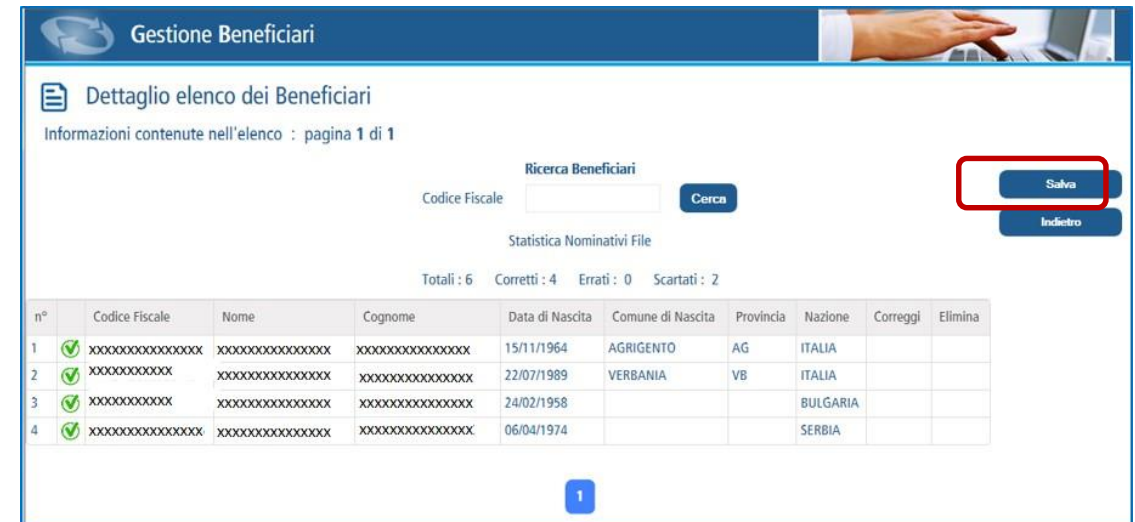 Gestione Beneficiari
Dettaglio elenco dei Beneficiari
Informazioni contenute nell'elenco : pagina 1 di 1
Ricerca Beneficiari
Codice Fiscale Cerca
Salva
Indietro
Statistica Nominativi File
Totali : 6 Corretti : 4 Errati : 0 Scartati : 2
n° Codice Fiscale Nome Cognome Data di Nascita Comune di Nascita Provincia Nazione Correggi Elimina
1 XXXXXXXXXXXXXXX XXXXXXXXXXXXXXX XXXXXXXXXXXXXXX 15/11/1964 AGRIGENTO AG ITALIA
2 XXXXXXXXXXX XXXXXXXXXXXXXXX XXXXXXXXXXXXXXX 22/07/1989 VERBANIA VB ITALIA
3 XXXXXXXXXXX XXXXXXXXXXXXXXX XXXXXXXXXXXXXXX 24/02/1958 BULGARIA
4 XXXXXXXXXXXXXXX XXXXXXXXXXXXXXX XXXXXXXXXXXXXXX 06/04/1974 SERBIA
1